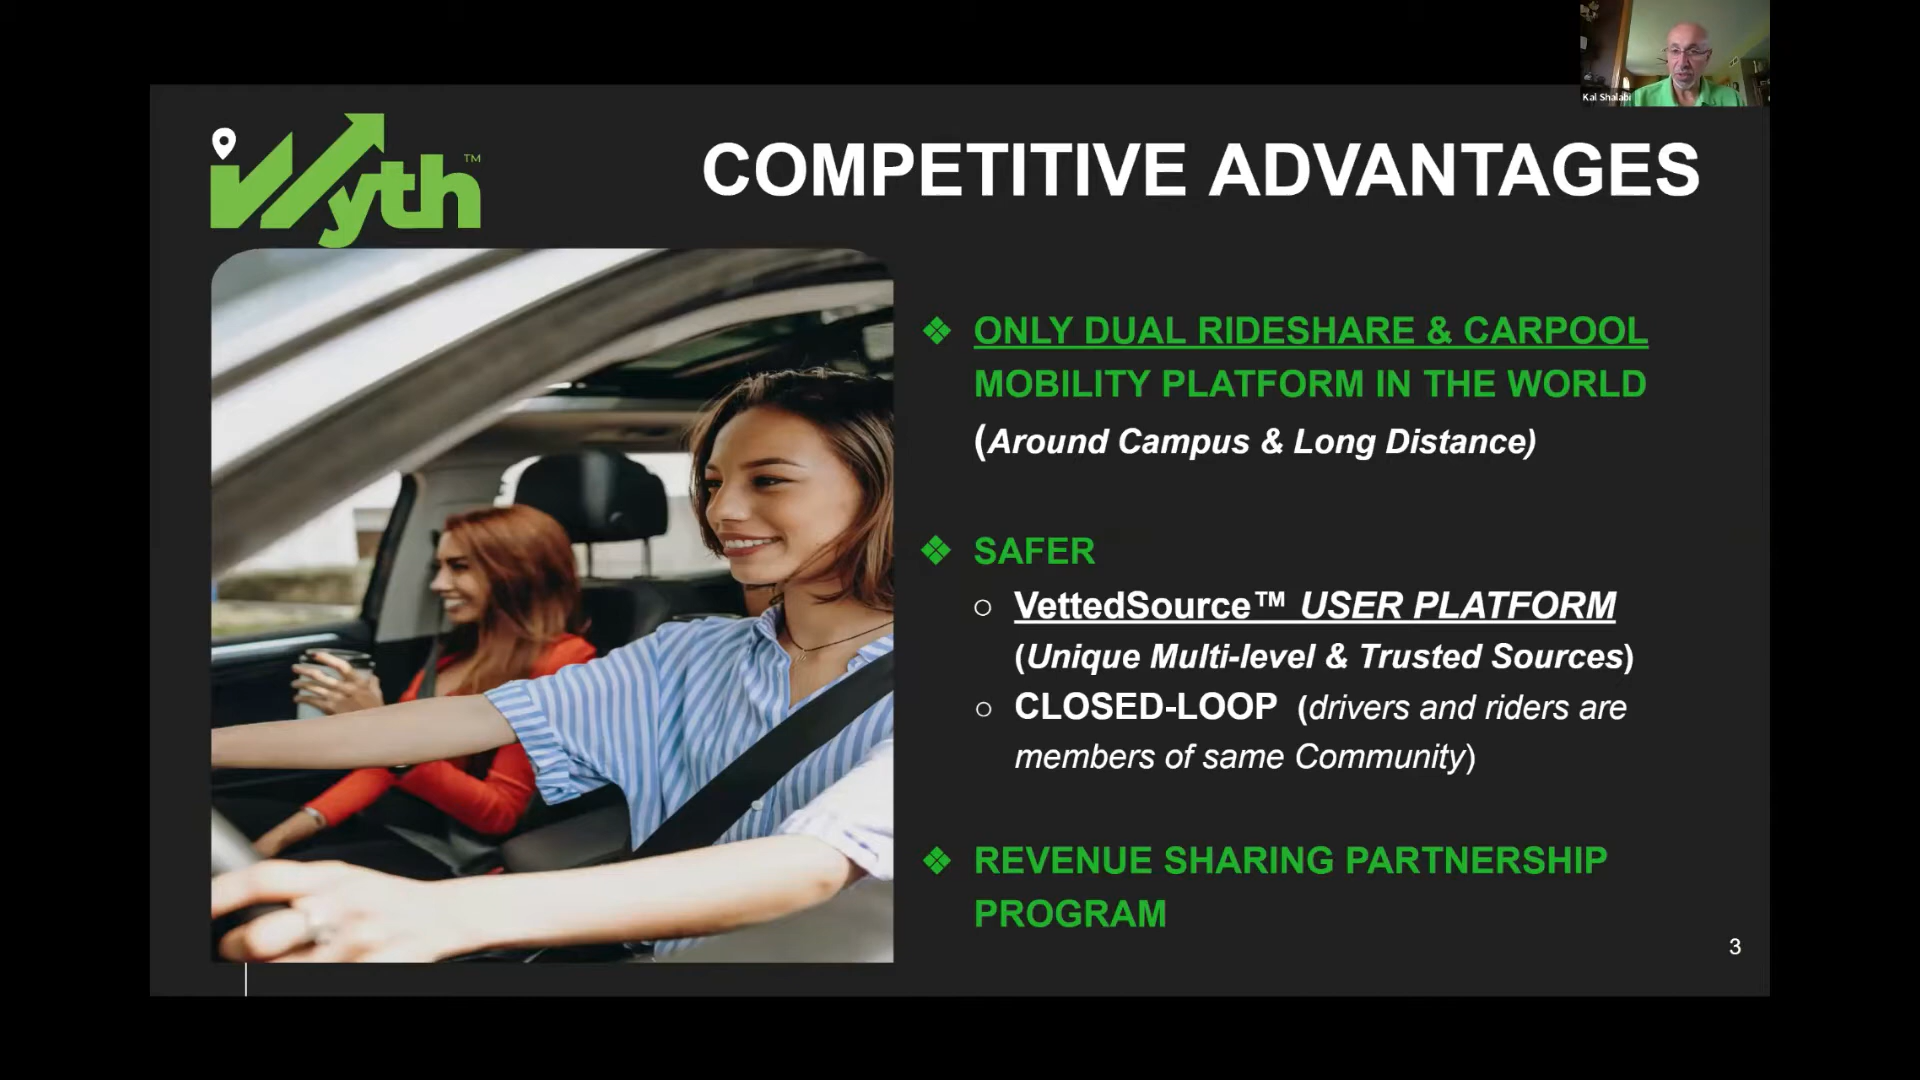 Kal Shalabi
iWyth™
COMPETITIVE ADVANTAGES
❖ ONLY DUAL RIDESHARE & CARPOOL
MOBILITY PLATFORM IN THE WORLD
(Around Campus & Long Distance)
❖ SAFER
○ VettedSource™ USER PLATFORM
(Unique Multi-level & Trusted Sources)
○ CLOSED-LOOP (drivers and riders are
members of same Community)
❖ REVENUE SHARING PARTNERSHIP
PROGRAM
3